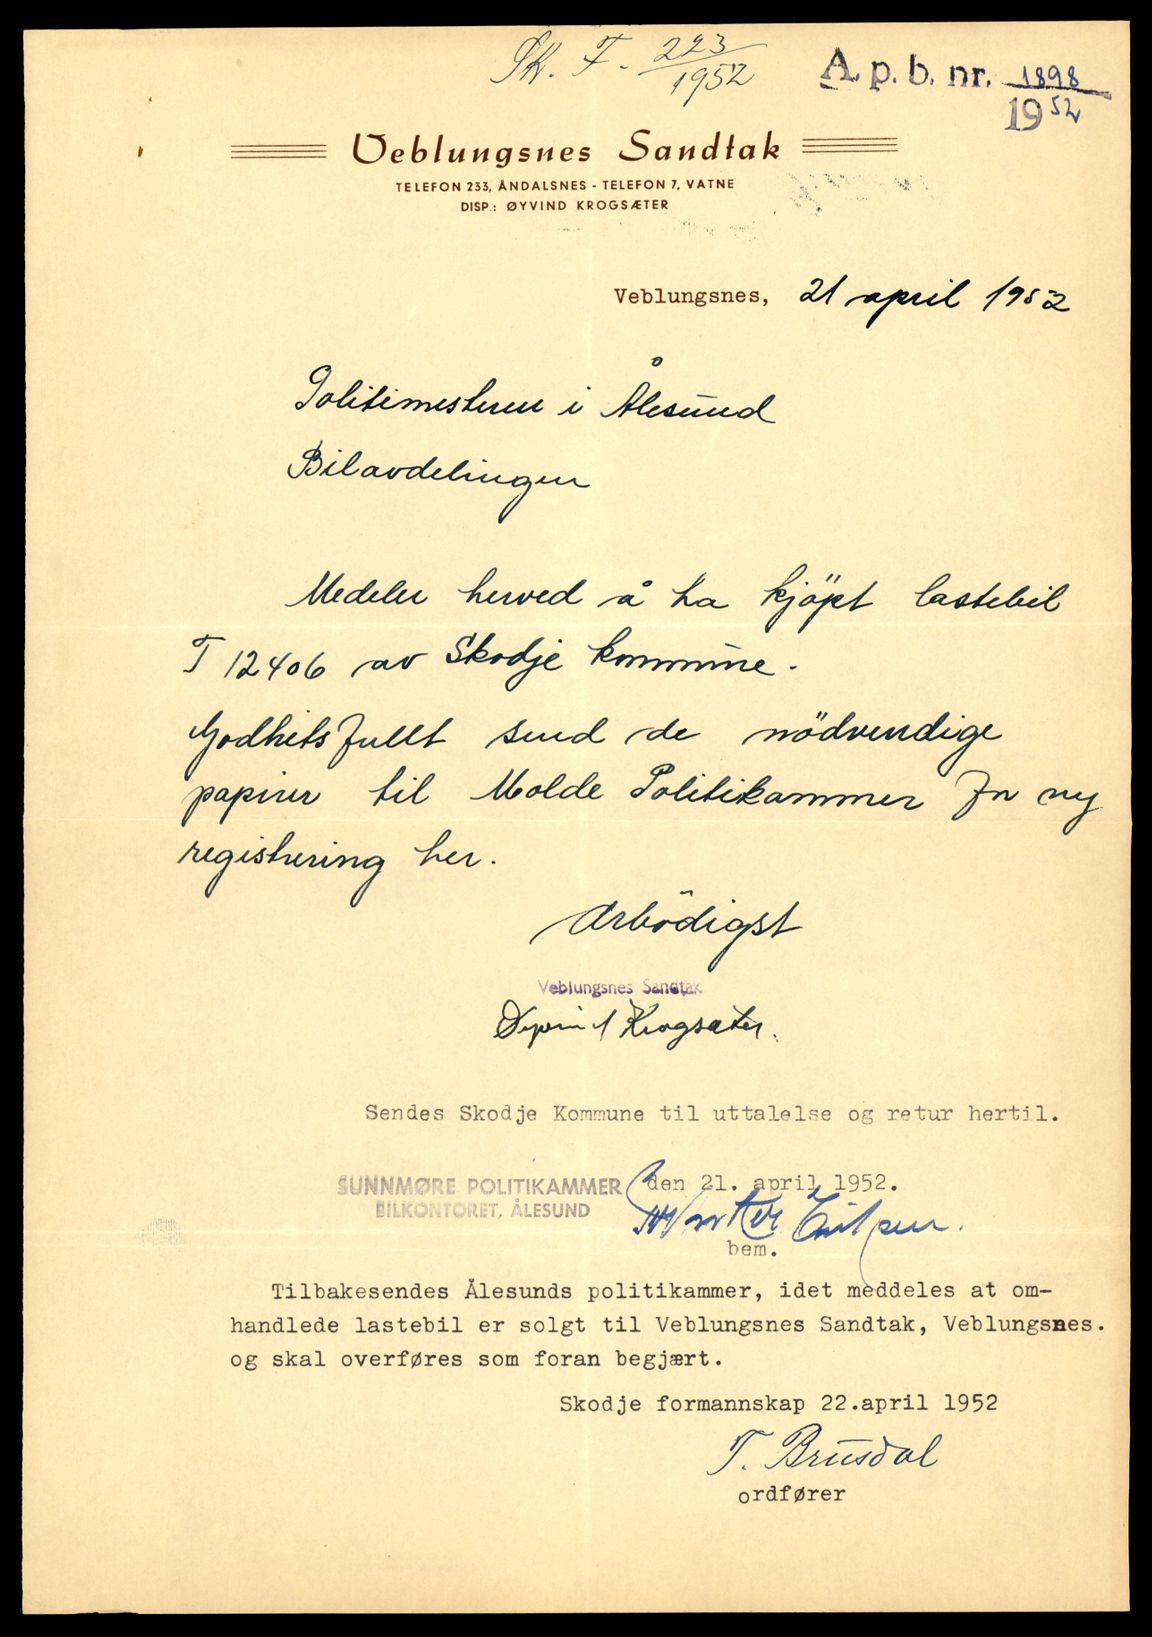 Sk. F. 223/1952
A. p. b. nr. 1898
1952
Veblungsnes Sandtak
TELEFON 233, ÅNDALSNES - TELEFON 7, VATNE
DISP.: ØYVIND KROGSÆTER
Veblungsnes, 21 april 1952
Politimesteren i Ålesund
Bilavdelingen
Medeler herved å ha kjöpt lastebil
T 12406 av Skodje kommune.
Godhetsfullt send de nödvendige
papirer til Molde Politikammer for ny
registrering her.
Ærbödigst
Veblungsnes Sandtak
Øyvind Krogsæter.
Sendes Skodje Kommune til uttalelse og retur hertil.
SUNNMØRE POLITIKAMMER den 21. april 1952.
BILKONTORET, ÅLESUND
bem.
Tilbakesendes Ålesunds politikammer, idet meddeles at om-
handlede lastebil er solgt til Veblungsnes Sandtak, Veblungsnes.
og skal overføres som foran begjært.
Skodje formannskap 22.april 1952
T. Brusdal
ordfører